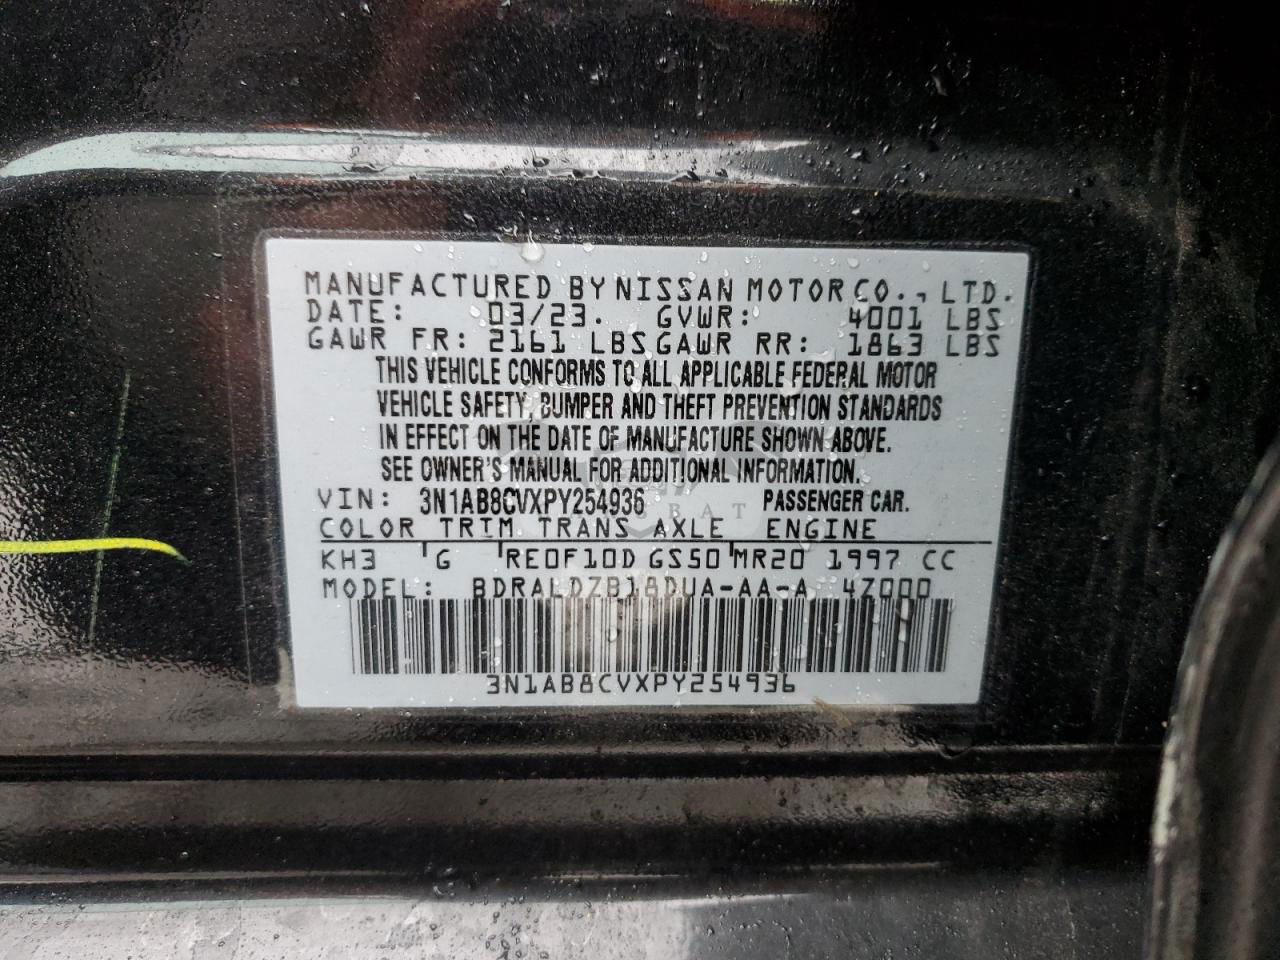 MANUFACTURED BY NISSAN MOTOR CO., LTD.
DATE: 03/23. GVWR: 4001 LBS
GAWR FR: 2161 LBS GAWR RR: 1863 LBS
THIS VEHICLE CONFORMS TO ALL APPLICABLE FEDERAL MOTOR
VEHICLE SAFETY, BUMPER AND THEFT PREVENTION STANDARDS
IN EFFECT ON THE DATE OF MANUFACTURE SHOWN ABOVE.
SEE OWNER'S MANUAL FOR ADDITIONAL INFORMATION.
VIN: 3N1AB8CVXPY254936 PASSENGER CAR.
COLOR TRIM TRANS AXLE ENGINE
KH3 G RE0F10D GS50 MR20 1997 CC
MODEL: BDRALDZB18DUA-AA-A 4Z000
3N1AB8CVXPY254936